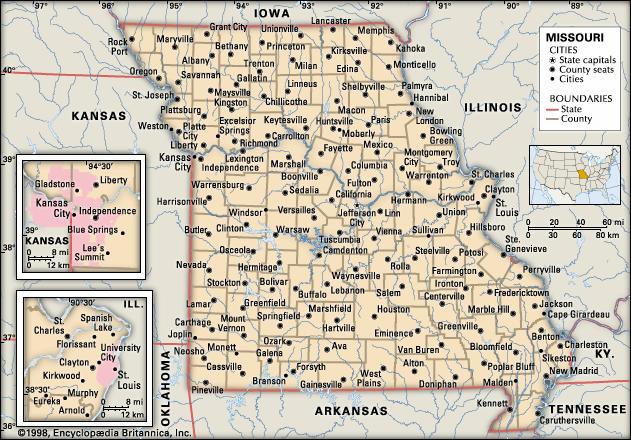 97°
96°
95°
94°
93°
IOWA
92°
91°
90°
89°
Rock
Port
Maryville
Grant City
Bethany
Unionville
Princeton
Lancaster
Kirksville
Memphis
Kahoka
Albany
Trenton
Milan
Edina
Monticello
40°
Oregon
Savannah
Gallatin
Linneus
Shelbyville
Palmyra
St. Joseph
Maysville
Kingston
Chillicothe
Macon
Hannibal
Plattsburg
Excelsior
Springs
Keytesville
Huntsville
Paris
New
London
KANSAS
Weston
Platte
City
Carrollton
Moberly
Bowling
Green
ILLINOIS
Liberty
Richmond
Fayette
Mexico
Kansas
City
Lexington
Marshall
Montgomery
City
Troy
39°
Independence
Boonville
Columbia
Warrenton
St. Charles
Warrensburg
Sedalia
Fulton
Clayton
California
Hermann
Kirkwood
St.
Louis
Harrisonville
Windsor
Versailles
Jefferson
City
Linn
Union
Hillsboro
Butler
Clinton
Warsaw
Vienna
Sullivan
Ste.
Genevieve
38°
Osceola
Tuscumbia
Camdenton
Steelville
Potosi
Perryville
Nevada
Hermitage
Waynesville
Rolla
Farmington
Stockton
Bolivar
Lebanon
Salem
Ironton
Fredericktown
Buffalo
Centerville
Jackson
Lamar
Greenfield
Marshfield
Houston
Marble Hill
Cape Girardeau
Carthage
Mount
Vernon
Springfield
Hartville
Eminence
Greenville
37°
Joplin
Benton
Neosho
Monett
Ozark
Ava
Van Buren
Bloomfield
Charleston
KY.
Galena
Sikeston
Cassville
Forsyth
West
Plains
Alton
Poplar Bluff
New Madrid
Pineville
Branson
Gainesville
Doniphan
Malden
OKLAHOMA
ARKANSAS
Kennett
TENNESSEE
36°
Caruthersville
MISSOURI
CITIES
State capitals
County seats
Cities
BOUNDARIES
State
County
0 40 80 mi
0 60 120 km
94°30'
Gladstone
Liberty
Kansas
City
Independence
39°
Blue Springs
KANSAS
Lee's
Summit
0 8 mi
0 12 km
90°30'
ILL.
St.
Charles
Spanish
Lake
Florissant
University
City
Clayton
Kirkwood
St.
Louis
38°30'
Murphy
Eureka
Arnold
0 8 mi
0 12 km
©1998, Encyclopædia Britannica, Inc.